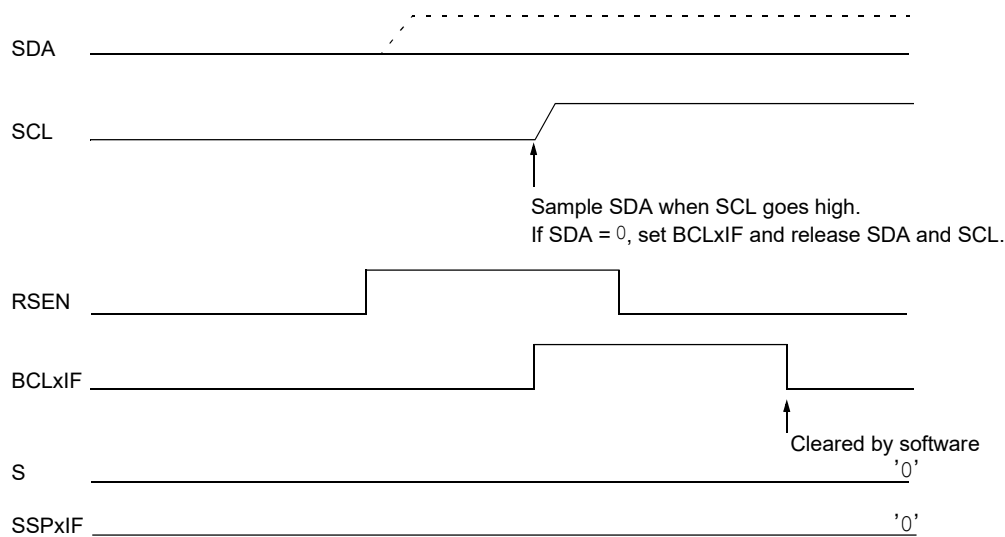 SDA
SCL
Sample SDA when SCL goes high.
If SDA = 0, set BCLxIF and release SDA and SCL.
RSEN
BCLxIF
Cleared by software
S
'0'
SSPxIF
'0'